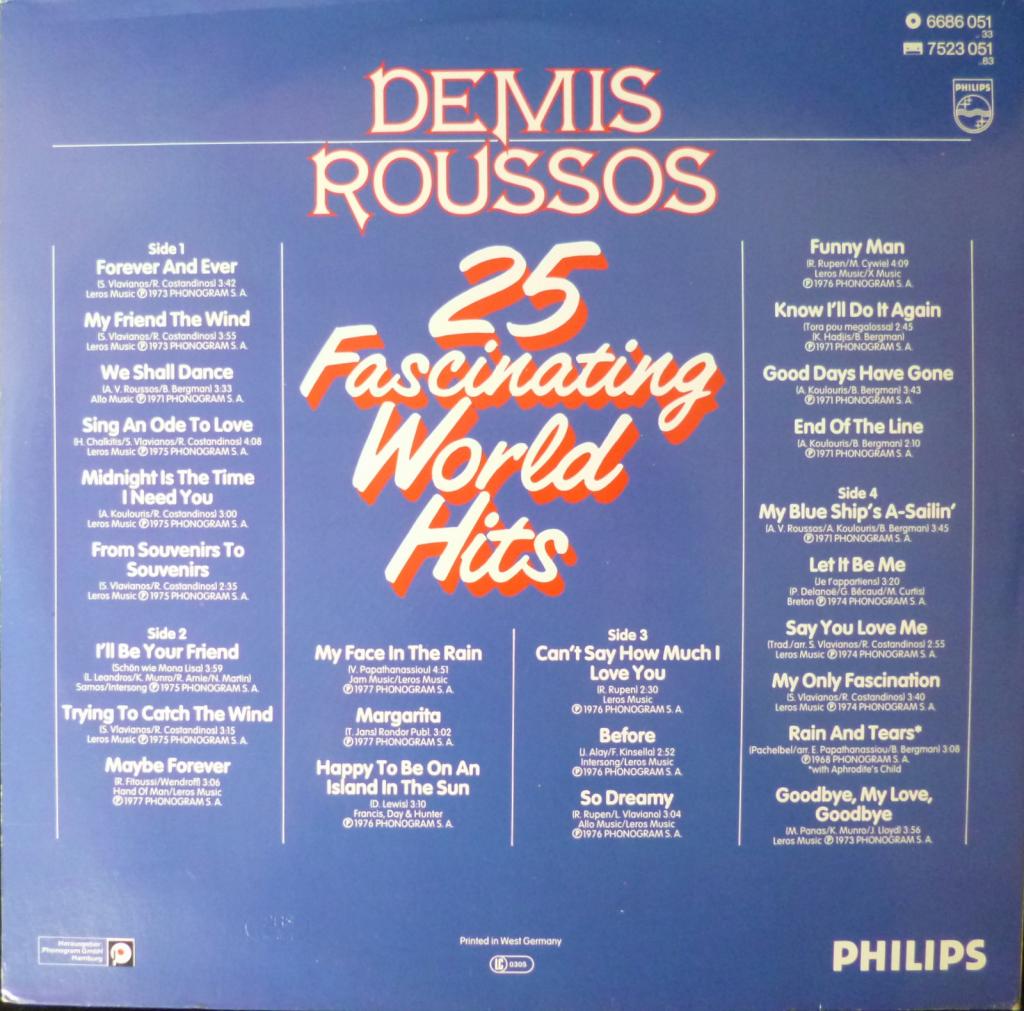 6686 051
..33
7523 051
..83
PHILIPS
DEMIS
ROUSSOS
25
Fascinating
World
Hits
Side 1
Forever And Ever
(S. Vlavianos/R. Costandinos) 3:42
Leros Music Ⓟ 1973 PHONOGRAM S. A.
My Friend The Wind
(S. Vlavianos/R. Costandinos) 3:55
Leros Music Ⓟ 1973 PHONOGRAM S. A.
We Shall Dance
(A. V. Roussos/B. Bergman) 3:33
Allo Music Ⓟ 1971 PHONOGRAM S. A.
Sing An Ode To Love
(H. Chalkitis/S. Vlavianos/R. Costandinos) 4:08
Leros Music Ⓟ 1975 PHONOGRAM S. A.
Midnight Is The Time
I Need You
(A. Koulouris/R. Costandinos) 3:00
Leros Music Ⓟ 1975 PHONOGRAM S. A.
From Souvenirs To
Souvenirs
(S. Vlavianos/R. Costandinos) 2:35
Leros Music Ⓟ 1975 PHONOGRAM S. A.
Side 2
I'll Be Your Friend
(Schön wie Mona Lisa) 3:59
(L. Leandros/K. Munro/R. Arnie/N. Martin)
Samos/Intersong Ⓟ 1975 PHONOGRAM S. A.
Trying To Catch The Wind
(S. Vlavianos/R. Costandinos) 3:15
Leros Music Ⓟ 1975 PHONOGRAM S. A.
Maybe Forever
(R. Fitoussi/Wendroff) 3:06
Hand Of Man/Leros Music
Ⓟ 1977 PHONOGRAM S. A.
My Face In The Rain
(V. Papathanassiou) 4:51
Jam Music/Leros Music
Ⓟ 1977 PHONOGRAM S. A.
Margarita
(T. Jans) Rondor Publ. 3:02
Ⓟ 1977 PHONOGRAM S. A.
Happy To Be On An
Island In The Sun
(D. Lewis) 3:10
Francis, Day & Hunter
Ⓟ 1976 PHONOGRAM S. A.
Side 3
Can't Say How Much I
Love You
(R. Rupen) 2:30
Leros Music
Ⓟ 1976 PHONOGRAM S. A.
Before
(J. Alay/F. Kinsella) 2:52
Intersong/Leros Music
Ⓟ 1976 PHONOGRAM S. A.
So Dreamy
(R. Rupen/L. Vlaviano) 3:04
Allo Music/Leros Music
Ⓟ 1976 PHONOGRAM S. A.
Funny Man
(R. Rupen/M. Cywie) 4:09
Leros Music/X Music
Ⓟ 1976 PHONOGRAM S. A.
Know I'll Do It Again
(Tora pou megalossa) 2:45
(K. Hadjis/B. Bergman)
Ⓟ 1971 PHONOGRAM S. A.
Good Days Have Gone
(A. Koulouris/B. Bergman) 3:43
Ⓟ 1971 PHONOGRAM S. A.
End Of The Line
(A. Koulouris/B. Bergman) 2:10
Ⓟ 1971 PHONOGRAM S. A.
Side 4
My Blue Ship's A-Sailin'
(A. V. Roussos/A. Koulouris/B. Bergman) 3:45
Ⓟ 1971 PHONOGRAM S. A.
Let It Be Me
(Je t'appartiens) 3:20
(P. Delanoë/G. Bécaud/M. Curtis)
Breton Ⓟ 1974 PHONOGRAM S. A.
Say You Love Me
(Trad./arr. S. Vlavianos/R. Costandinos) 2:55
Leros Music Ⓟ 1974 PHONOGRAM S. A.
My Only Fascination
(S. Vlavianos/R. Costandinos) 3:40
Leros Music Ⓟ 1974 PHONOGRAM S. A.
Rain And Tears*
(Pachelbel/arr. E. Papathanassiou/B. Bergman) 3:08
Ⓟ 1968 PHONOGRAM S. A.
*with Aphrodite's Child
Goodbye, My Love,
Goodbye
(M. Panas/K. Munro/J. Lloyd) 3:56
Leros Music Ⓟ 1973 PHONOGRAM S. A.
Herausgeber
Phonogram GmbH
Hamburg
Printed in West Germany
LC 0305
PHILIPS